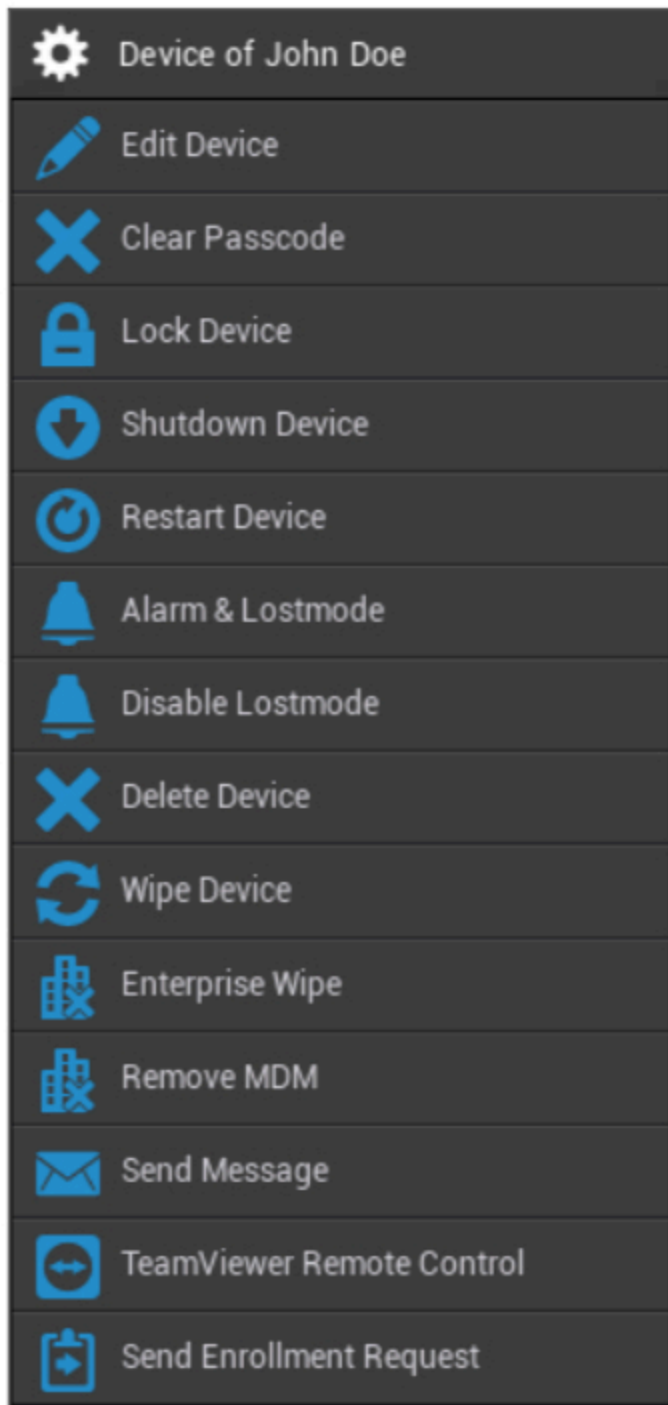 Device of John Doe
Edit Device
Clear Passcode
Lock Device
Shutdown Device
Restart Device
Alarm & Lostmode
Disable Lostmode
Delete Device
Wipe Device
Enterprise Wipe
Remove MDM
Send Message
TeamViewer Remote Control
Send Enrollment Request